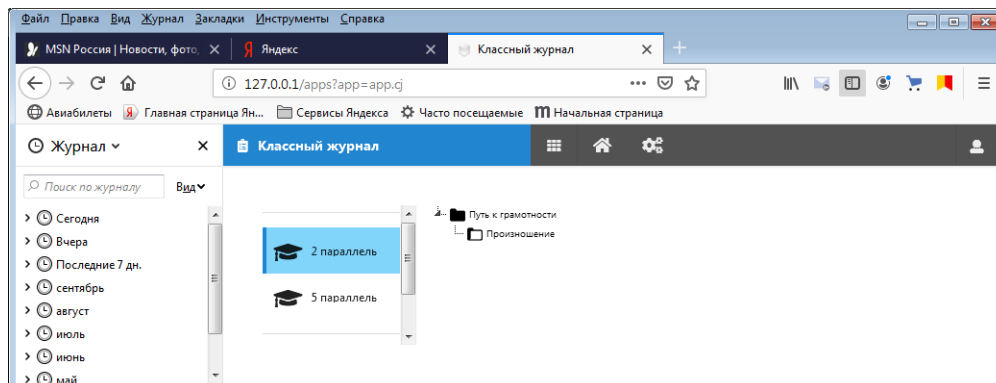 Файл Правка Вид Журнал Закладки Инструменты Справка
MSN Россия | Новости, фото,
Яндекс
Классный журнал
127.0.0.1/apps?app=app.cj
Авиабилеты
Главная страница Ян...
Сервисы Яндекса
Часто посещаемые
Начальная страница
Журнал
Классный журнал
Поиск по журналу
Вид
Сегодня
Вчера
Последние 7 дн.
сентябрь
август
июль
июнь
май
2 параллель
5 параллель
Путь к грамотности
Произношение